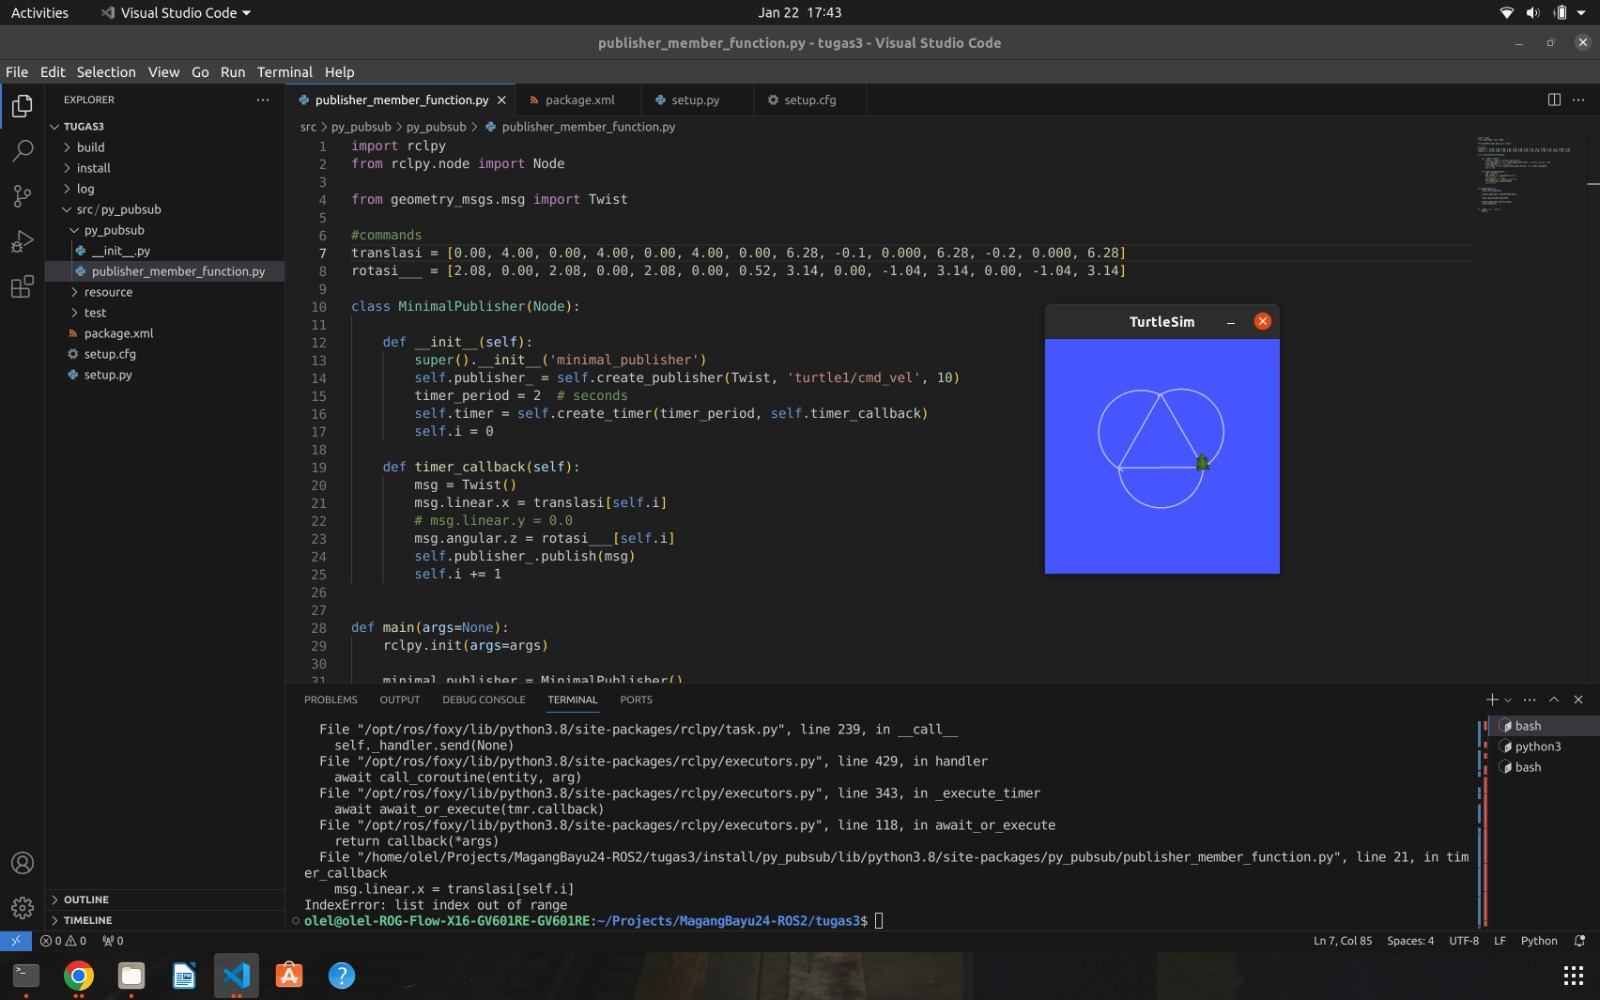 Activities Visual Studio Code Jan 22 17:43
publisher_member_function.py - tugas3 - Visual Studio Code
File Edit Selection View Go Run Terminal Help
EXPLORER
TUGAS3
build
install
log
src/py_pubsub
py_pubsub
__init__.py
publisher_member_function.py
resource
test
package.xml
setup.cfg
setup.py
OUTLINE
TIMELINE
publisher_member_function.py package.xml setup.py setup.cfg
src > py_pubsub > py_pubsub > publisher_member_function.py
1 import rclpy
2 from rclpy.node import Node
3
4 from geometry_msgs.msg import Twist
5
6 #commands
7 translasi = [0.00, 4.00, 0.00, 4.00, 0.00, 4.00, 0.00, 6.28, -0.1, 0.000, 6.28, -0.2, 0.000, 6.28]
8 rotasi___ = [2.08, 0.00, 2.08, 0.00, 2.08, 0.00, 0.52, 3.14, 0.00, -1.04, 3.14, 0.00, -1.04, 3.14]
9
10 class MinimalPublisher(Node):
11
12 def __init__(self):
13 super().__init__('minimal_publisher')
14 self.publisher_ = self.create_publisher(Twist, 'turtle1/cmd_vel', 10)
15 timer_period = 2 # seconds
16 self.timer = self.create_timer(timer_period, self.timer_callback)
17 self.i = 0
18
19 def timer_callback(self):
20 msg = Twist()
21 msg.linear.x = translasi[self.i]
22 # msg.linear.y = 0.0
23 msg.angular.z = rotasi___[self.i]
24 self.publisher_.publish(msg)
25 self.i += 1
26
27
28 def main(args=None):
29 rclpy.init(args=args)
30
31 minimal_publisher = MinimalPublisher()
TurtleSim
PROBLEMS OUTPUT DEBUG CONSOLE TERMINAL PORTS
File "/opt/ros/foxy/lib/python3.8/site-packages/rclpy/task.py", line 239, in __call__
self._handler.send(None)
File "/opt/ros/foxy/lib/python3.8/site-packages/rclpy/executors.py", line 429, in handler
await call_coroutine(entity, arg)
File "/opt/ros/foxy/lib/python3.8/site-packages/rclpy/executors.py", line 343, in _execute_timer
await await_or_execute(tmr.callback)
File "/opt/ros/foxy/lib/python3.8/site-packages/rclpy/executors.py", line 118, in await_or_execute
return callback(*args)
File "/home/olel/Projects/MagangBayu24-ROS2/tugas3/install/py_pubsub/lib/python3.8/site-packages/py_pubsub/publisher_member_function.py", line 21, in tim
er_callback
msg.linear.x = translasi[self.i]
IndexError: list index out of range
olel@olel-ROG-Flow-X16-GV601RE-GV601RE:~/Projects/MagangBayu24-ROS2/tugas3$
bash
python3
bash
0 0 0 Ln 7, Col 85 Spaces: 4 UTF-8 LF Python